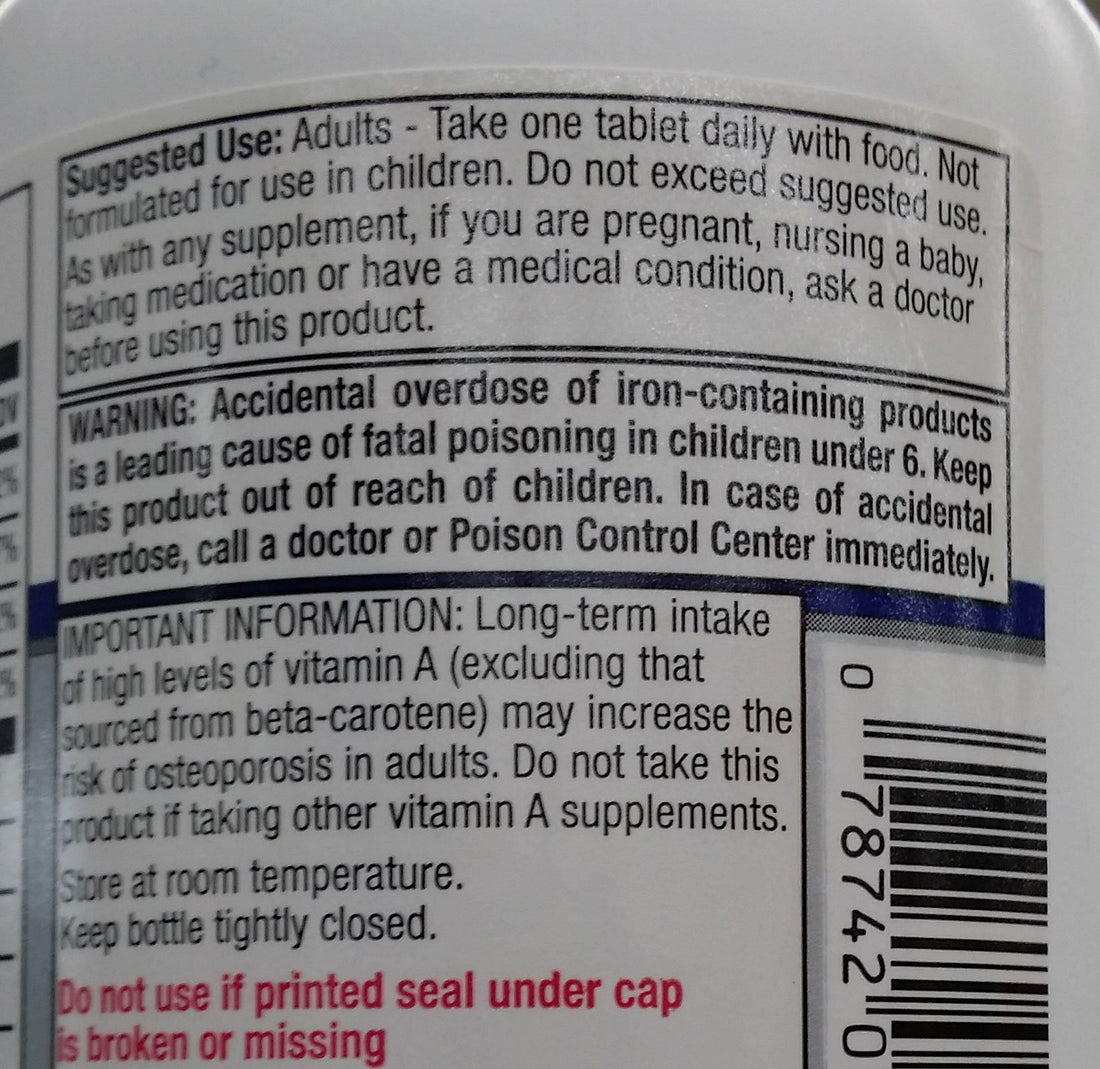 Suggested Use: Adults - Take one tablet daily with food. Not
formulated for use in children. Do not exceed suggested use.
As with any supplement, if you are pregnant, nursing a baby,
taking medication or have a medical condition, ask a doctor
before using this product.
WARNING: Accidental overdose of iron-containing products
is a leading cause of fatal poisoning in children under 6. Keep
this product out of reach of children. In case of accidental
overdose, call a doctor or Poison Control Center immediately.
IMPORTANT INFORMATION: Long-term intake
of high levels of vitamin A (excluding that
sourced from beta-carotene) may increase the
risk of osteoporosis in adults. Do not take this
product if taking other vitamin A supplements.
Store at room temperature.
Keep bottle tightly closed.
Do not use if printed seal under cap
is broken or missing
0 78742 0